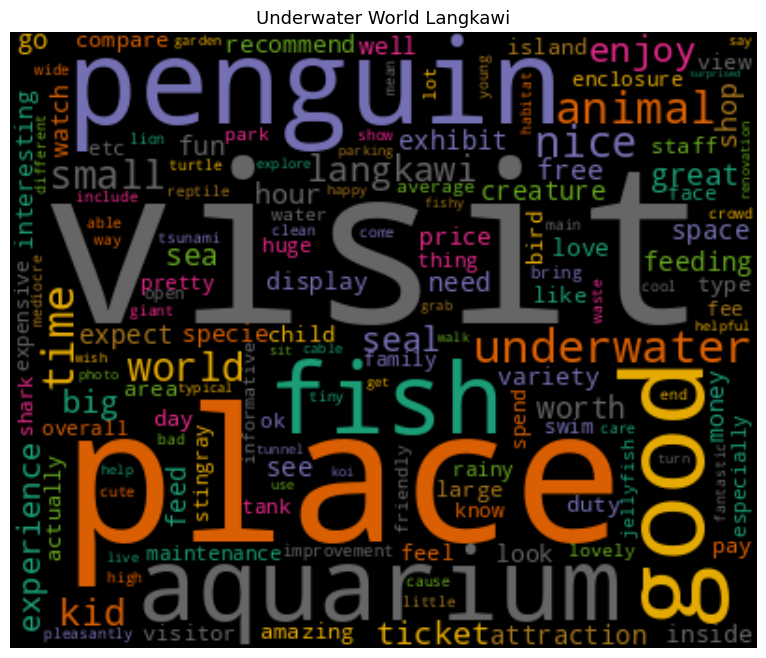 Underwater World Langkawi
go compare garden recommend well island enjoy say
wide penguin lot young enclosure view surprised
watch mean habitat animal shop
different etc lion fun park show exhibit nice staff
interesting small turtle explore langkawi parking free great renovation
reptile hour happy average fishy creature face
include visit water crowd
able way tsunami clean come price bird main love space
sea huge thing bring feeding
mediocre expensive pretty open display need like waste cool type
giant grab fee
time expect specie child seal walk helpful
wish sit cable family underwater
photo world informative fish variety
shark big area typical tiny get good end
day ok worth spend money
overall bad tunnel swim care
experience help place koi see rainy turn
actually cute feed stingray use friendly large jellyfish fantastic especially
tank know duty
live maintenance improvement feel look lovely pay
high aquarium cause
kid little
pleasantly visitor amazing ticket attraction inside